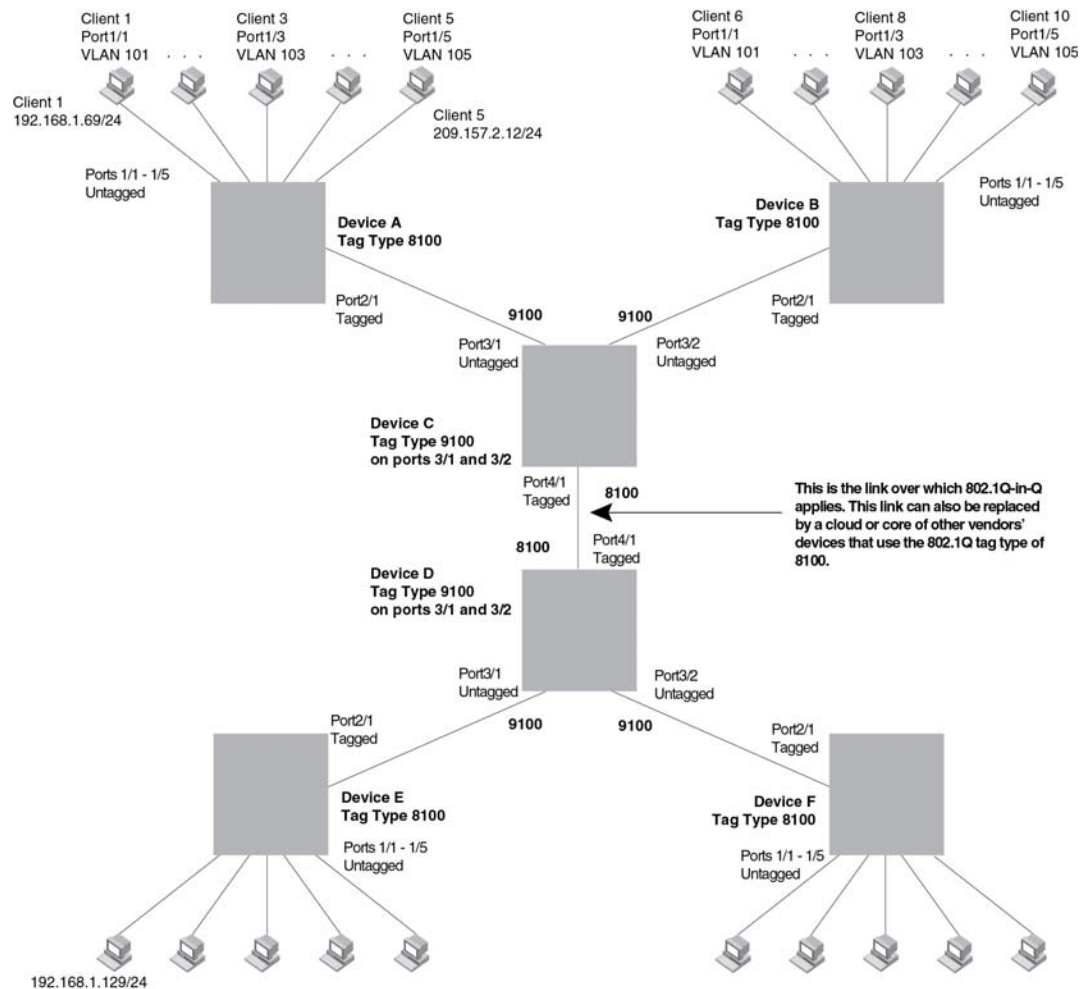 Client 1
Port1/1
VLAN 101
. . .
Client 3
Port1/3
VLAN 103
. . .
Client 5
Port1/5
VLAN 105
Client 6
Port1/1
VLAN 101
. . .
Client 8
Port1/3
VLAN 103
. . .
Client 10
Port1/5
VLAN 105
Client 1
192.168.1.69/24
Client 5
209.157.2.12/24
Ports 1/1 - 1/5
Untagged
Ports 1/1 - 1/5
Untagged
Device A
Tag Type 8100
Device B
Tag Type 8100
Port2/1
Tagged
Port2/1
Tagged
9100
9100
Port3/1
Untagged
Port3/2
Untagged
Device C
Tag Type 9100
on ports 3/1 and 3/2
Port4/1
Tagged
8100
This is the link over which 802.1Q-in-Q
applies. This link can also be replaced
by a cloud or core of other vendors'
devices that use the 802.1Q tag type of
8100.
8100
Port4/1
Tagged
Device D
Tag Type 9100
on ports 3/1 and 3/2
Port3/1
Untagged
Port3/2
Untagged
9100
9100
Port2/1
Tagged
Port2/1
Tagged
Device E
Tag Type 8100
Device F
Tag Type 8100
Ports 1/1 - 1/5
Untagged
Ports 1/1 - 1/5
Untagged
192.168.1.129/24